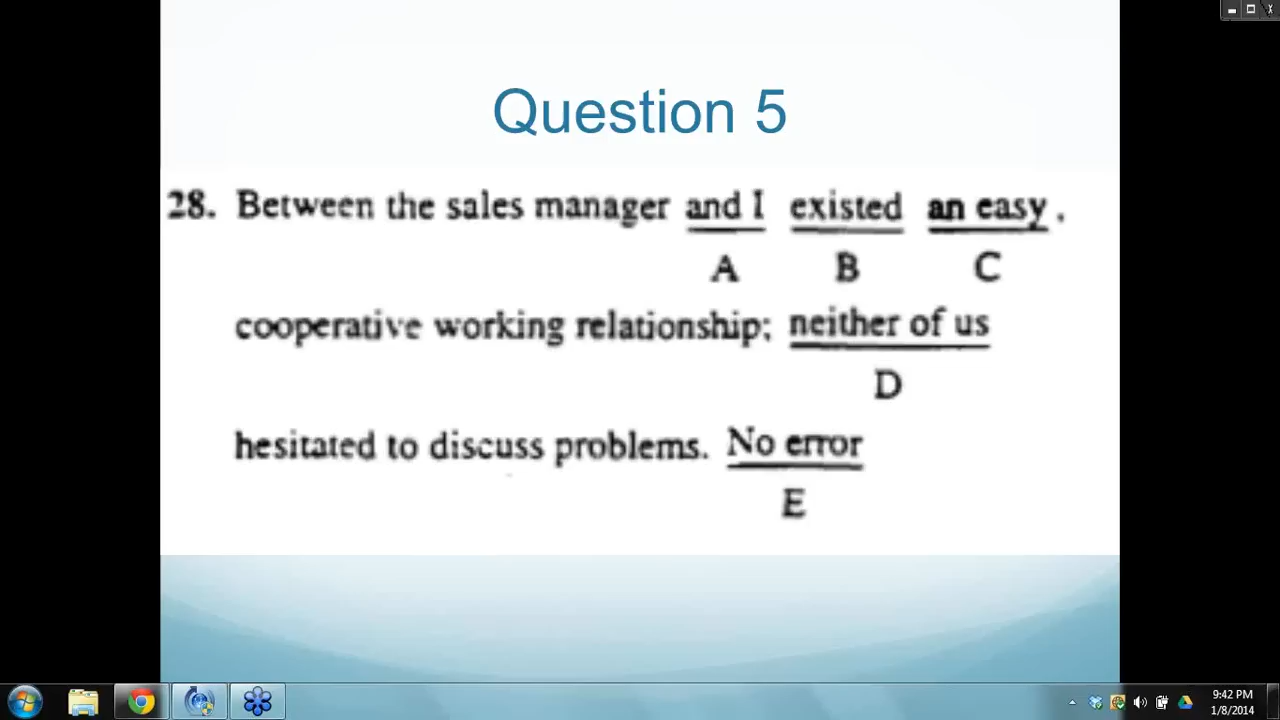 Question 5
28. Between the sales manager and I existed an easy,
A B C
cooperative working relationship; neither of us
D
hesitated to discuss problems. No error
E
9:42 PM
1/8/2014